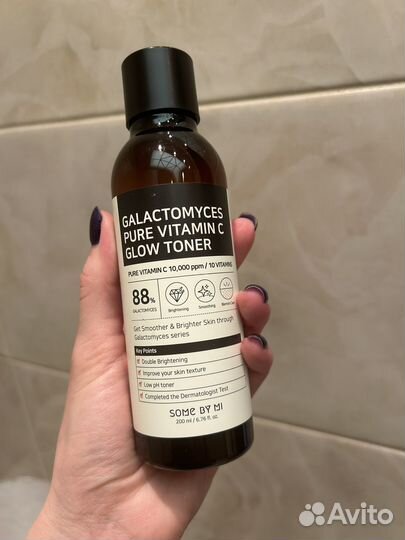 GALACTOMYCES
PURE VITAMIN C
GLOW TONER
PURE VITAMIN C 10,000 ppm / 10 VITAMINS
88%
GALACTOMYCES
Brightening
Smoothing
Blemish Care
Get Smoother & Brighter Skin through
Galactomyces series
Key Points
Double Brightening
Improve your skin texture
Low pH toner
Completed the Dermatologist Test
SOME BY MI
200 ml / 6.76 fl. oz.
Avito